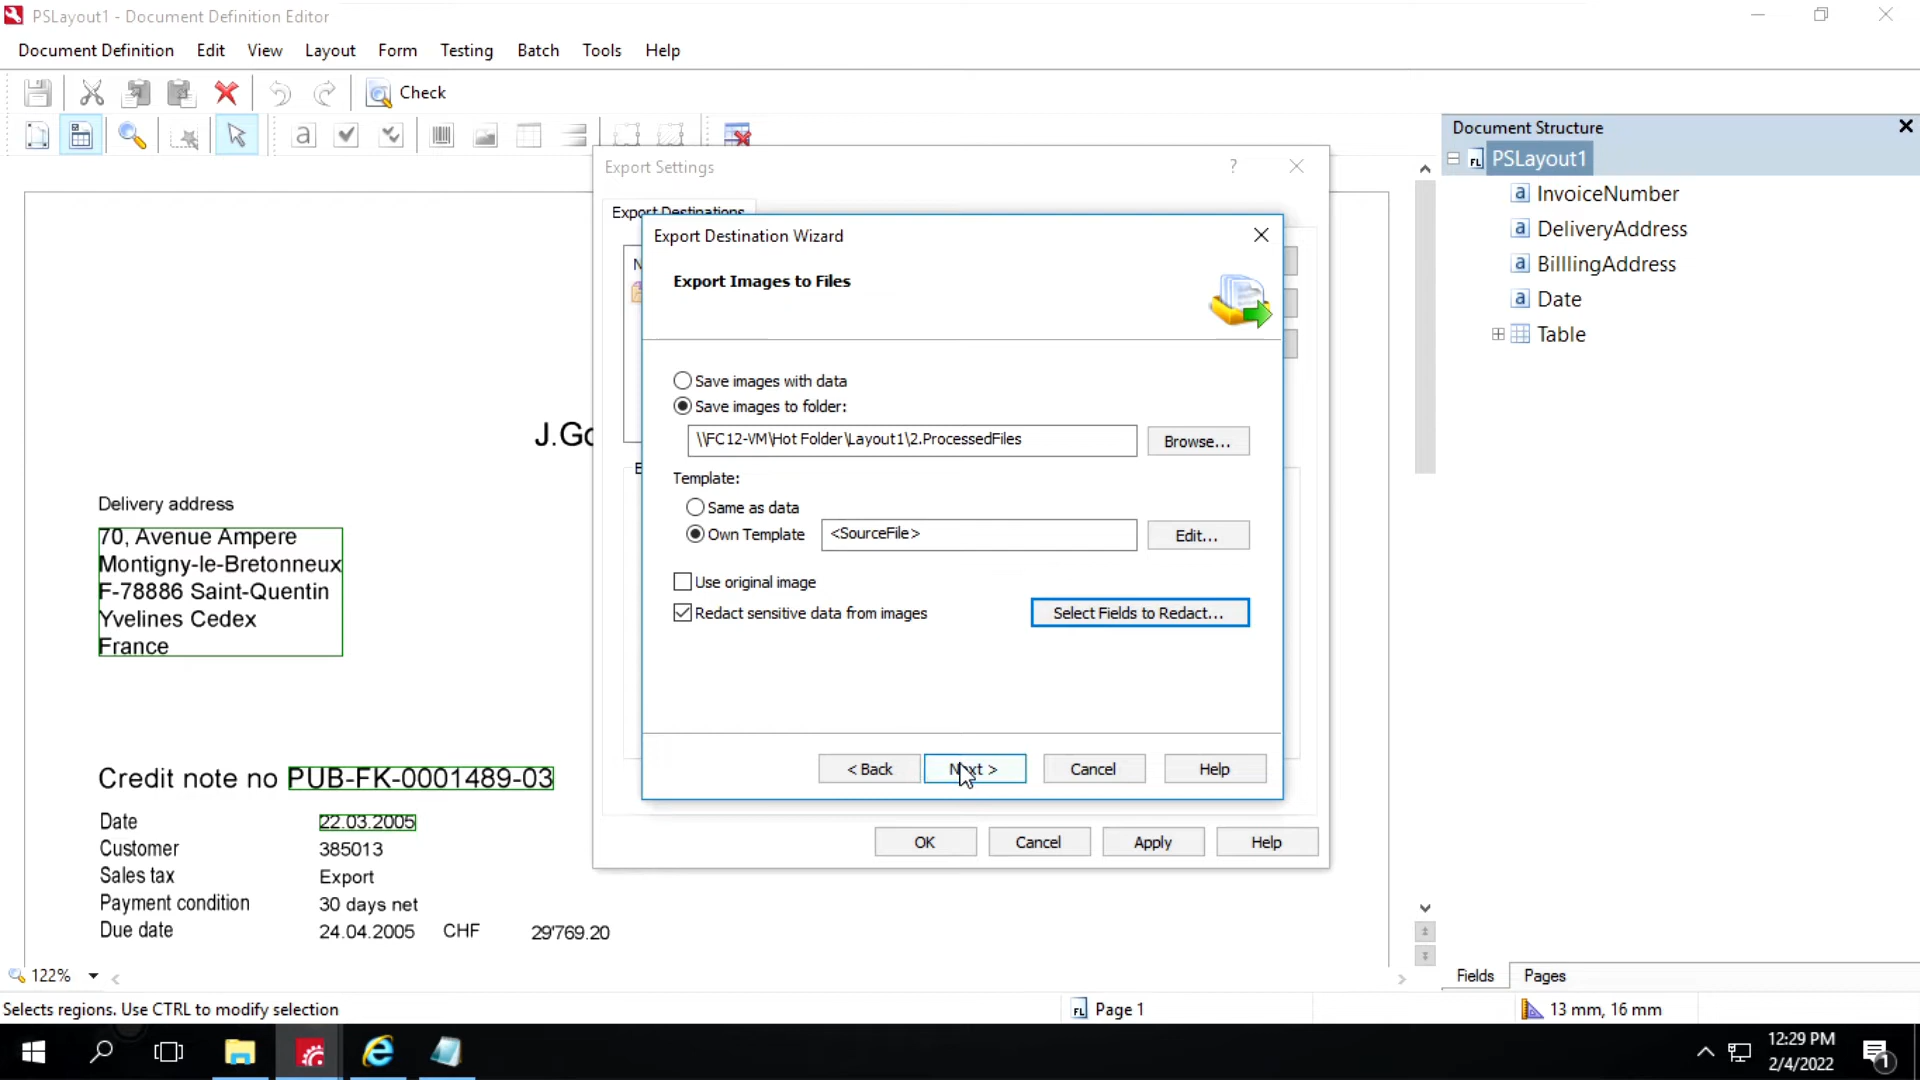 PSLayout1 - Document Definition Editor
Document Definition Edit View Layout Form Testing Batch Tools Help
Check
Document Structure
PSLayout1
InvoiceNumber
DeliveryAddress
BilllingAddress
Date
Table
Export Settings
?
Export Destinations
Export Destination Wizard
Export Images to Files
Save images with data
Save images to folder:
\\FC12-VM\Hot Folder\Layout1\2.ProcessedFiles
Browse...
Template:
Same as data
Own Template
<SourceFile>
Edit...
Use original image
Redact sensitive data from images
Select Fields to Redact...
< Back
Next >
Cancel
Help
OK
Cancel
Apply
Help
Delivery address
70, Avenue Ampere
Montigny-le-Bretonneux
F-78886 Saint-Quentin
Yvelines Cedex
France
Credit note no PUB-FK-0001489-03
Date 22.03.2005
Customer 385013
Sales tax Export
Payment condition 30 days net
Due date 24.04.2005 CHF 29'769.20
122%
Fields Pages
Selects regions. Use CTRL to modify selection
Page 1
13 mm, 16 mm
12:29 PM
2/4/2022
1